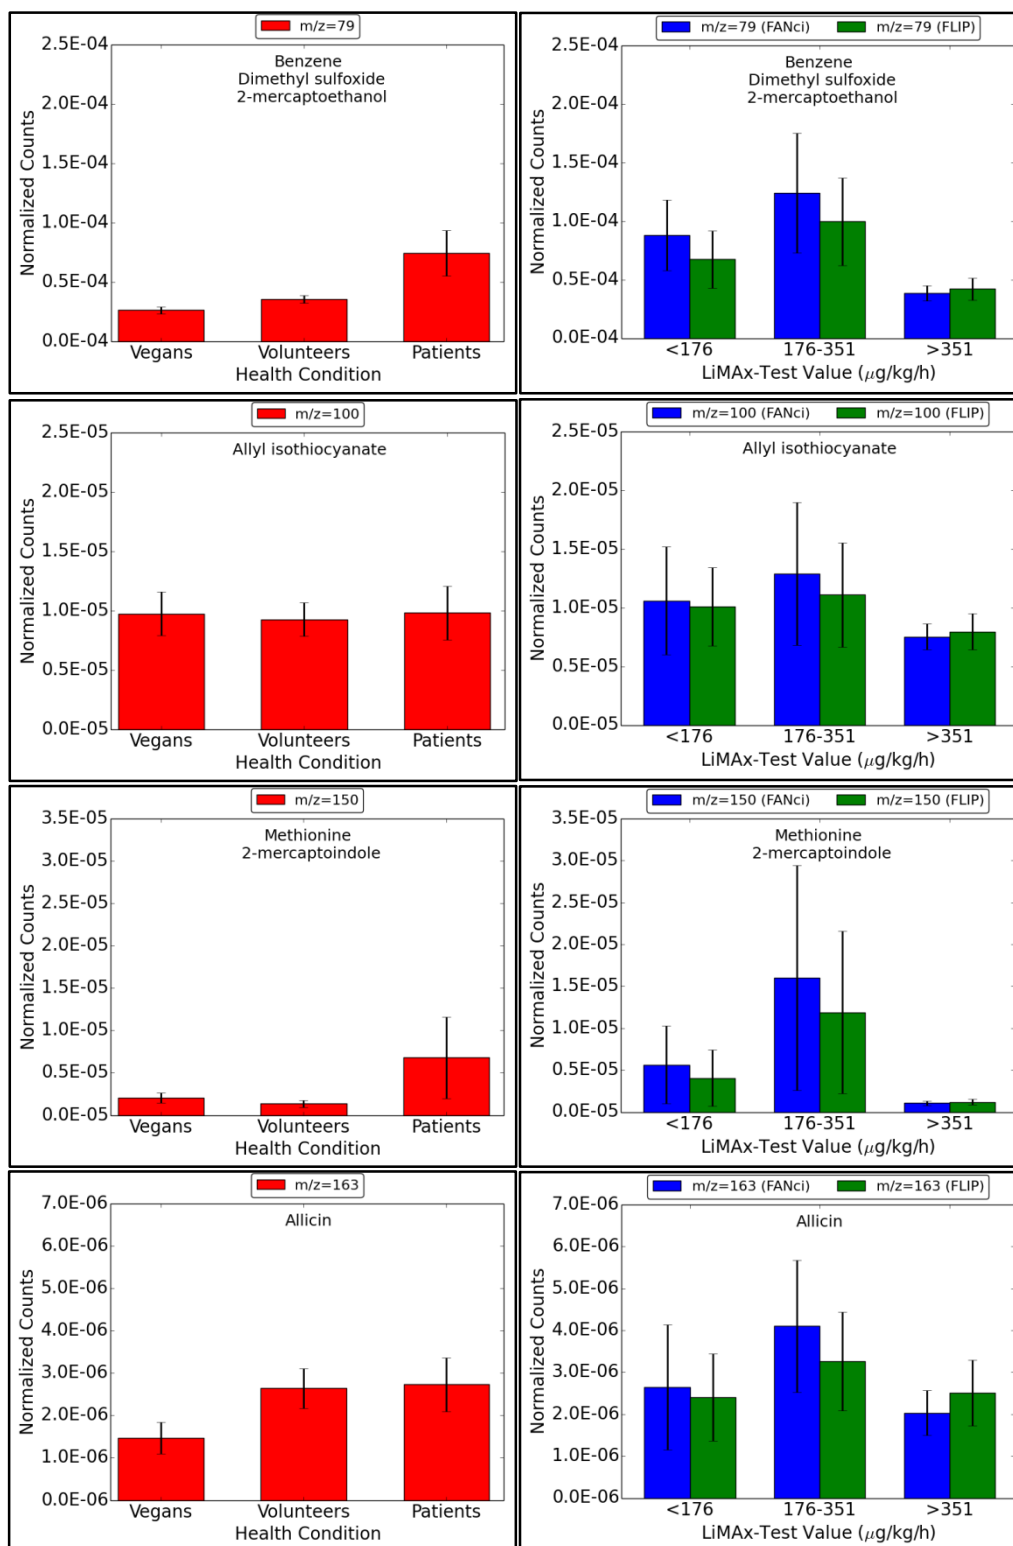 m/z=79
Benzene
Dimethyl sulfoxide
2-mercaptoethanol
Normalized Counts
2.5E-04
2.0E-04
1.5E-04
1.0E-04
0.5E-04
0.0E-04
Vegans Volunteers Patients
Health Condition
m/z=79 (FANci) m/z=79 (FLIP)
Benzene
Dimethyl sulfoxide
2-mercaptoethanol
Normalized Counts
2.5E-04
2.0E-04
1.5E-04
1.0E-04
0.5E-04
0.0E-04
<176 176-351 >351
LiMAx-Test Value (μg/kg/h)
m/z=100
Allyl isothiocyanate
Normalized Counts
2.5E-05
2.0E-05
1.5E-05
1.0E-05
0.5E-05
0.0E-05
Vegans Volunteers Patients
Health Condition
m/z=100 (FANci) m/z=100 (FLIP)
Allyl isothiocyanate
Normalized Counts
2.5E-05
2.0E-05
1.5E-05
1.0E-05
0.5E-05
0.0E-05
<176 176-351 >351
LiMAx-Test Value (μg/kg/h)
m/z=150
Methionine
2-mercaptoindole
Normalized Counts
3.5E-05
3.0E-05
2.5E-05
2.0E-05
1.5E-05
1.0E-05
0.5E-05
0.0E-05
Vegans Volunteers Patients
Health Condition
m/z=150 (FANci) m/z=150 (FLIP)
Methionine
2-mercaptoindole
Normalized Counts
3.5E-05
3.0E-05
2.5E-05
2.0E-05
1.5E-05
1.0E-05
0.5E-05
0.0E-05
<176 176-351 >351
LiMAx-Test Value (μg/kg/h)
m/z=163
Allicin
Normalized Counts
7.0E-06
6.0E-06
5.0E-06
4.0E-06
3.0E-06
2.0E-06
1.0E-06
0.0E-06
Vegans Volunteers Patients
Health Condition
m/z=163 (FANci) m/z=163 (FLIP)
Allicin
Normalized Counts
7.0E-06
6.0E-06
5.0E-06
4.0E-06
3.0E-06
2.0E-06
1.0E-06
0.0E-06
<176 176-351 >351
LiMAx-Test Value (μg/kg/h)